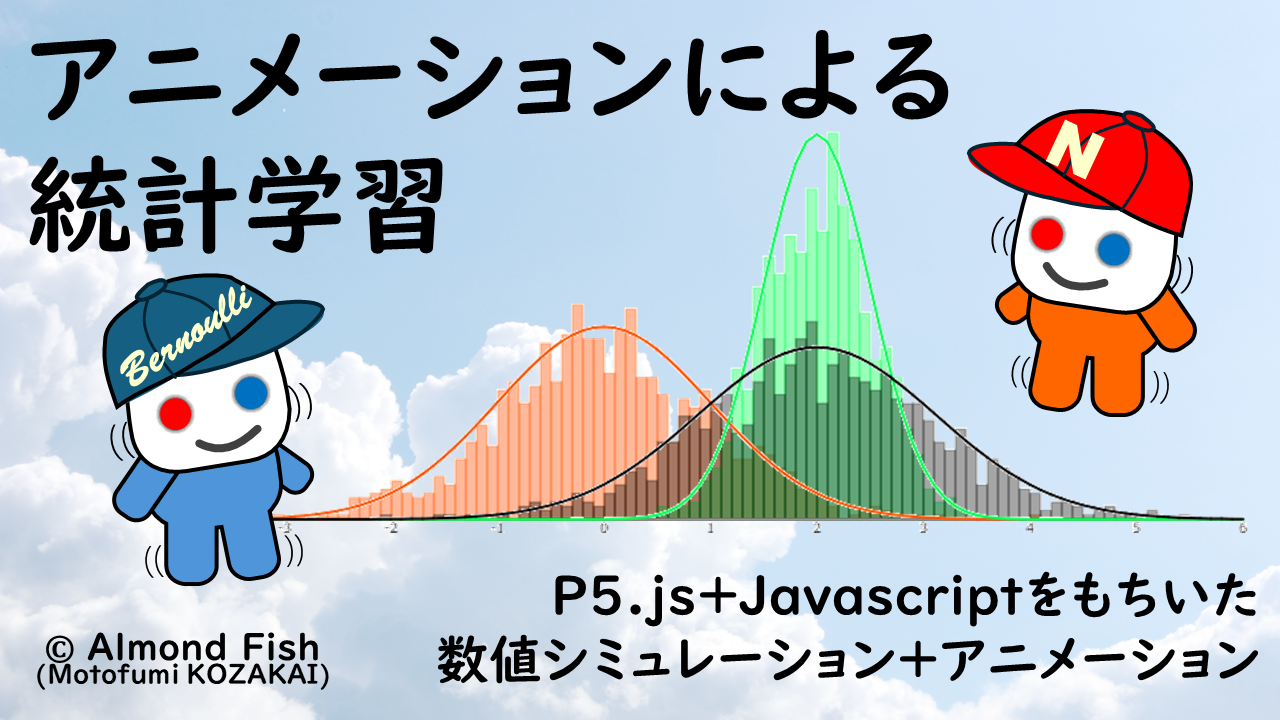 アニメーションによる
統計学習
N
Bernoulli
-3 -2 -1 0 1 2 3 4 5 6
P5.js+Javascriptをもちいた
数値シミュレーション+アニメーション
© Almond Fish
(Motofumi KOZAKAI)